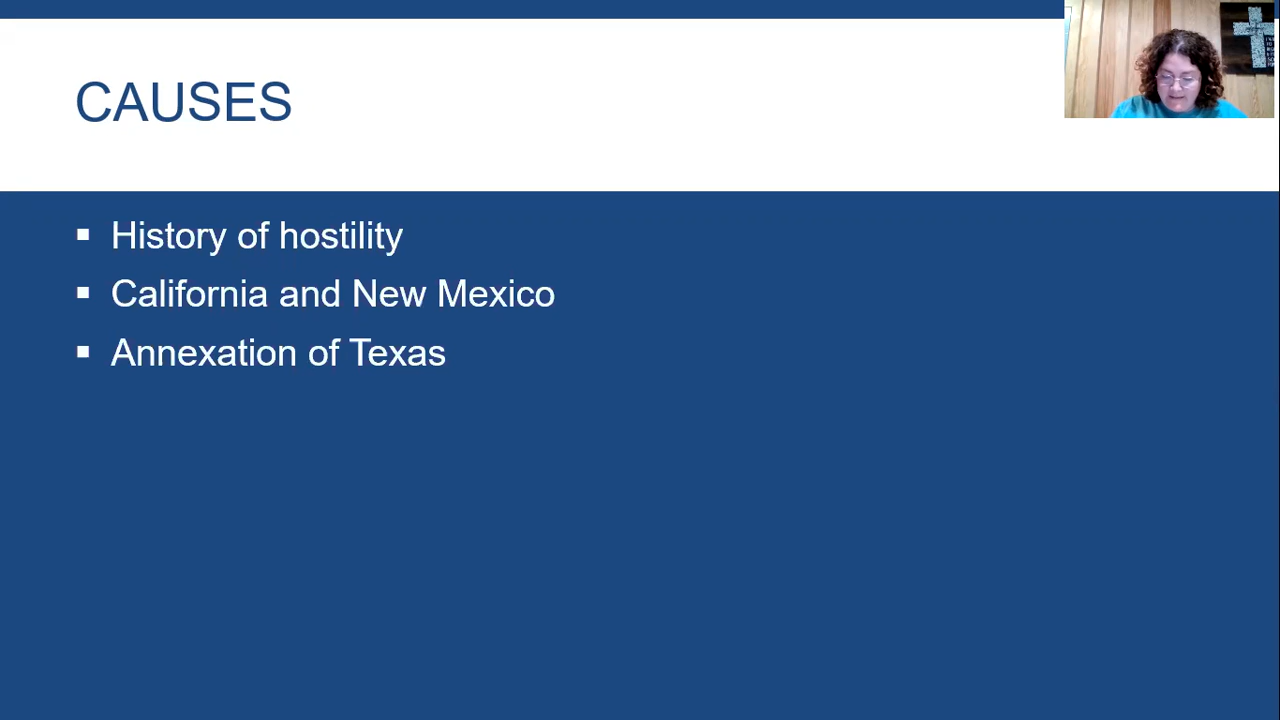 CAUSES
▪ History of hostility
▪ California and New Mexico
▪ Annexation of Texas